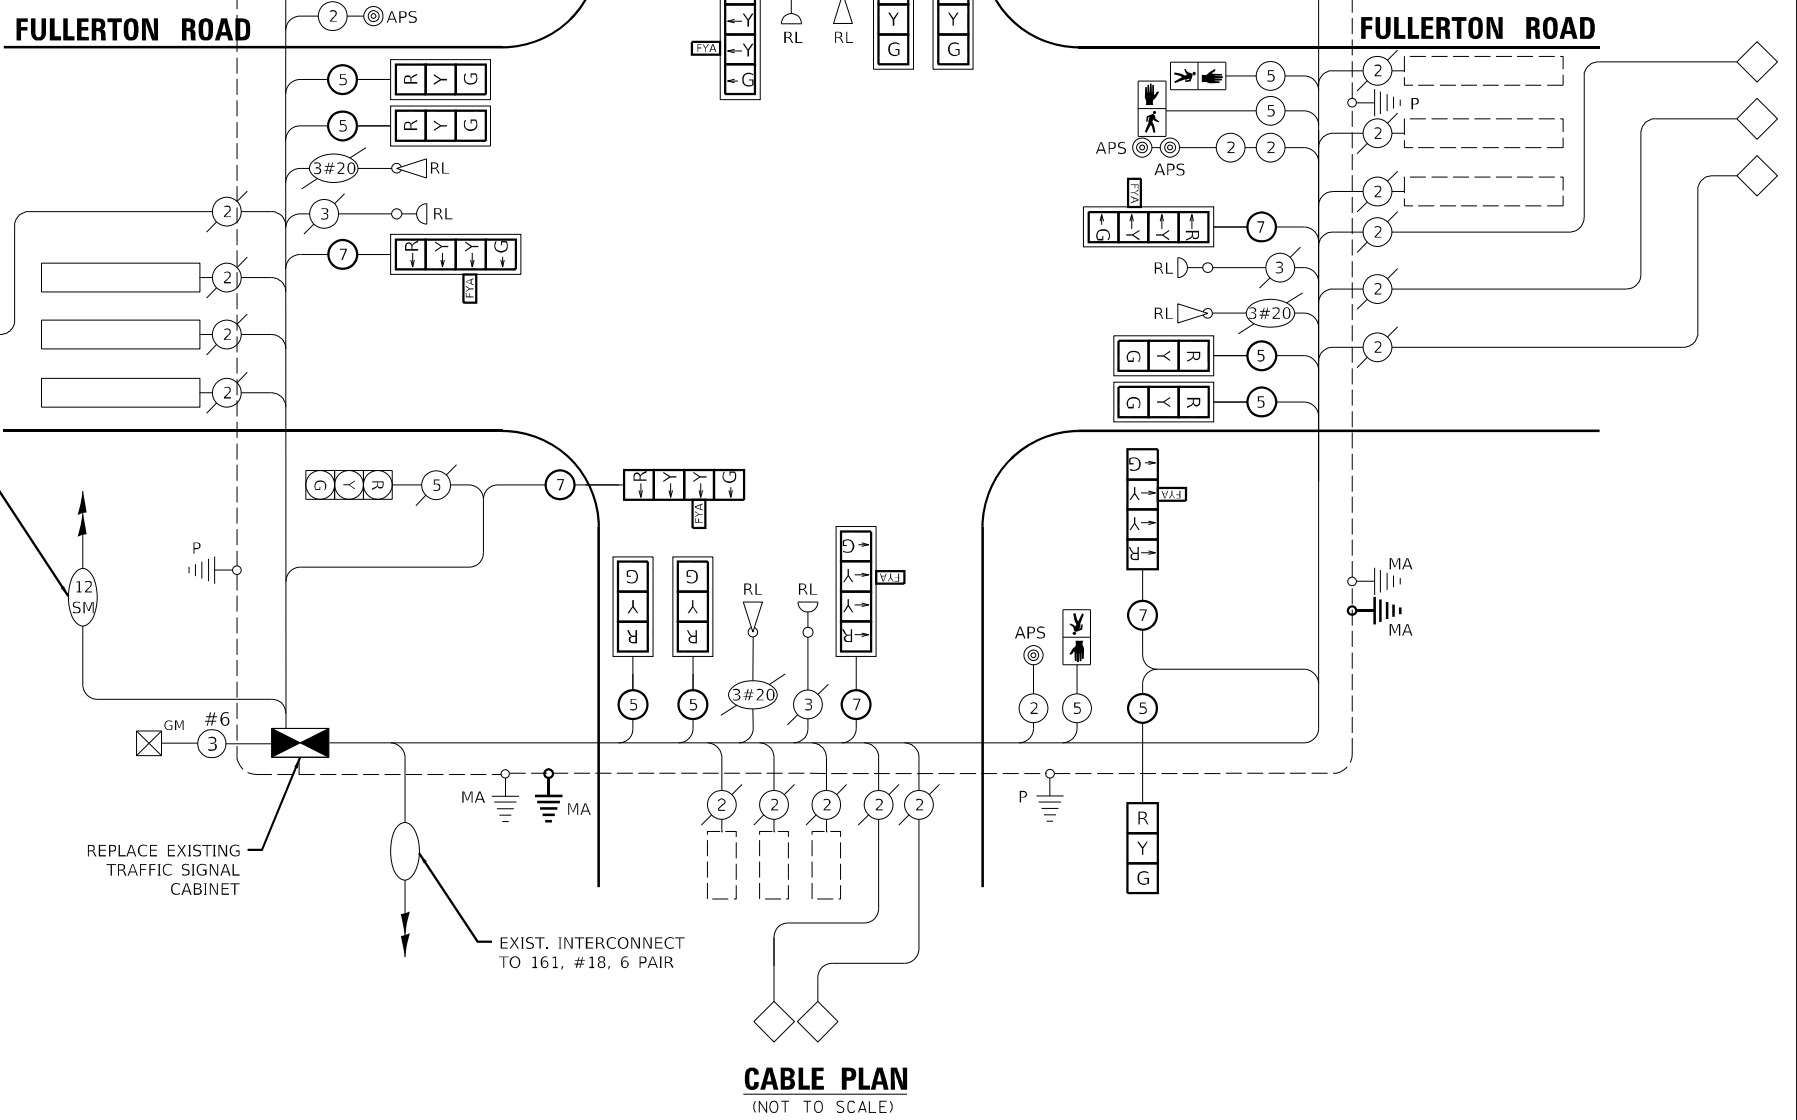 2 APS
FULLERTON ROAD
←Y
FYA ←Y
←G
RL
RL
Y
G
Y
G
FULLERTON ROAD
5 R Y G
5 R Y G
3#20 RL
3 RL
7 ←R ←Y ←Y ←G
FYA
2
2
2
2
5
5
APS 2 2
APS
FYA
←G ←Y ←Y ←R 7
RL 3
RL 3#20
G Y R 5
G Y R 5
2
P
2
2
2
2
2
G Y R 5
7 ←R ←Y ←Y ←G
FYA
P
12
SM
G
Y
R
5
G
Y
R
5
RL
3#20
RL
3
G→
Y→ FYA
Y→
R→
7
G→
Y→ FYA
Y→
R→
7
APS
2
5
5
MA
MA
GM #6
3
MA
MA
P
2 2 2 2 2
R
Y
G
REPLACE EXISTING
TRAFFIC SIGNAL
CABINET
EXIST. INTERCONNECT
TO 161, #18, 6 PAIR
CABLE PLAN
(NOT TO SCALE)